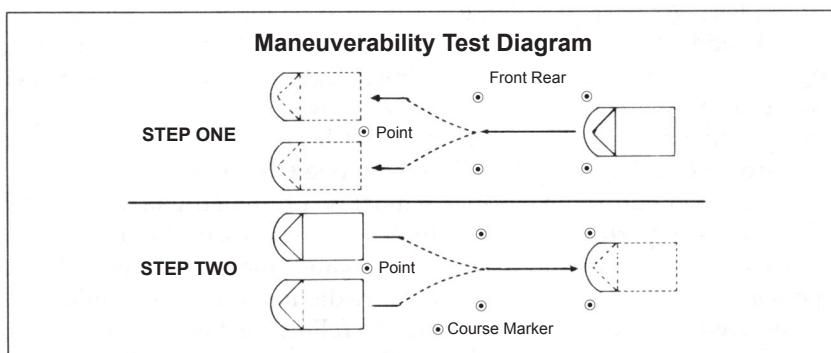 Maneuverability Test Diagram
Front Rear
STEP ONE
Point
STEP TWO
Point
Course Marker